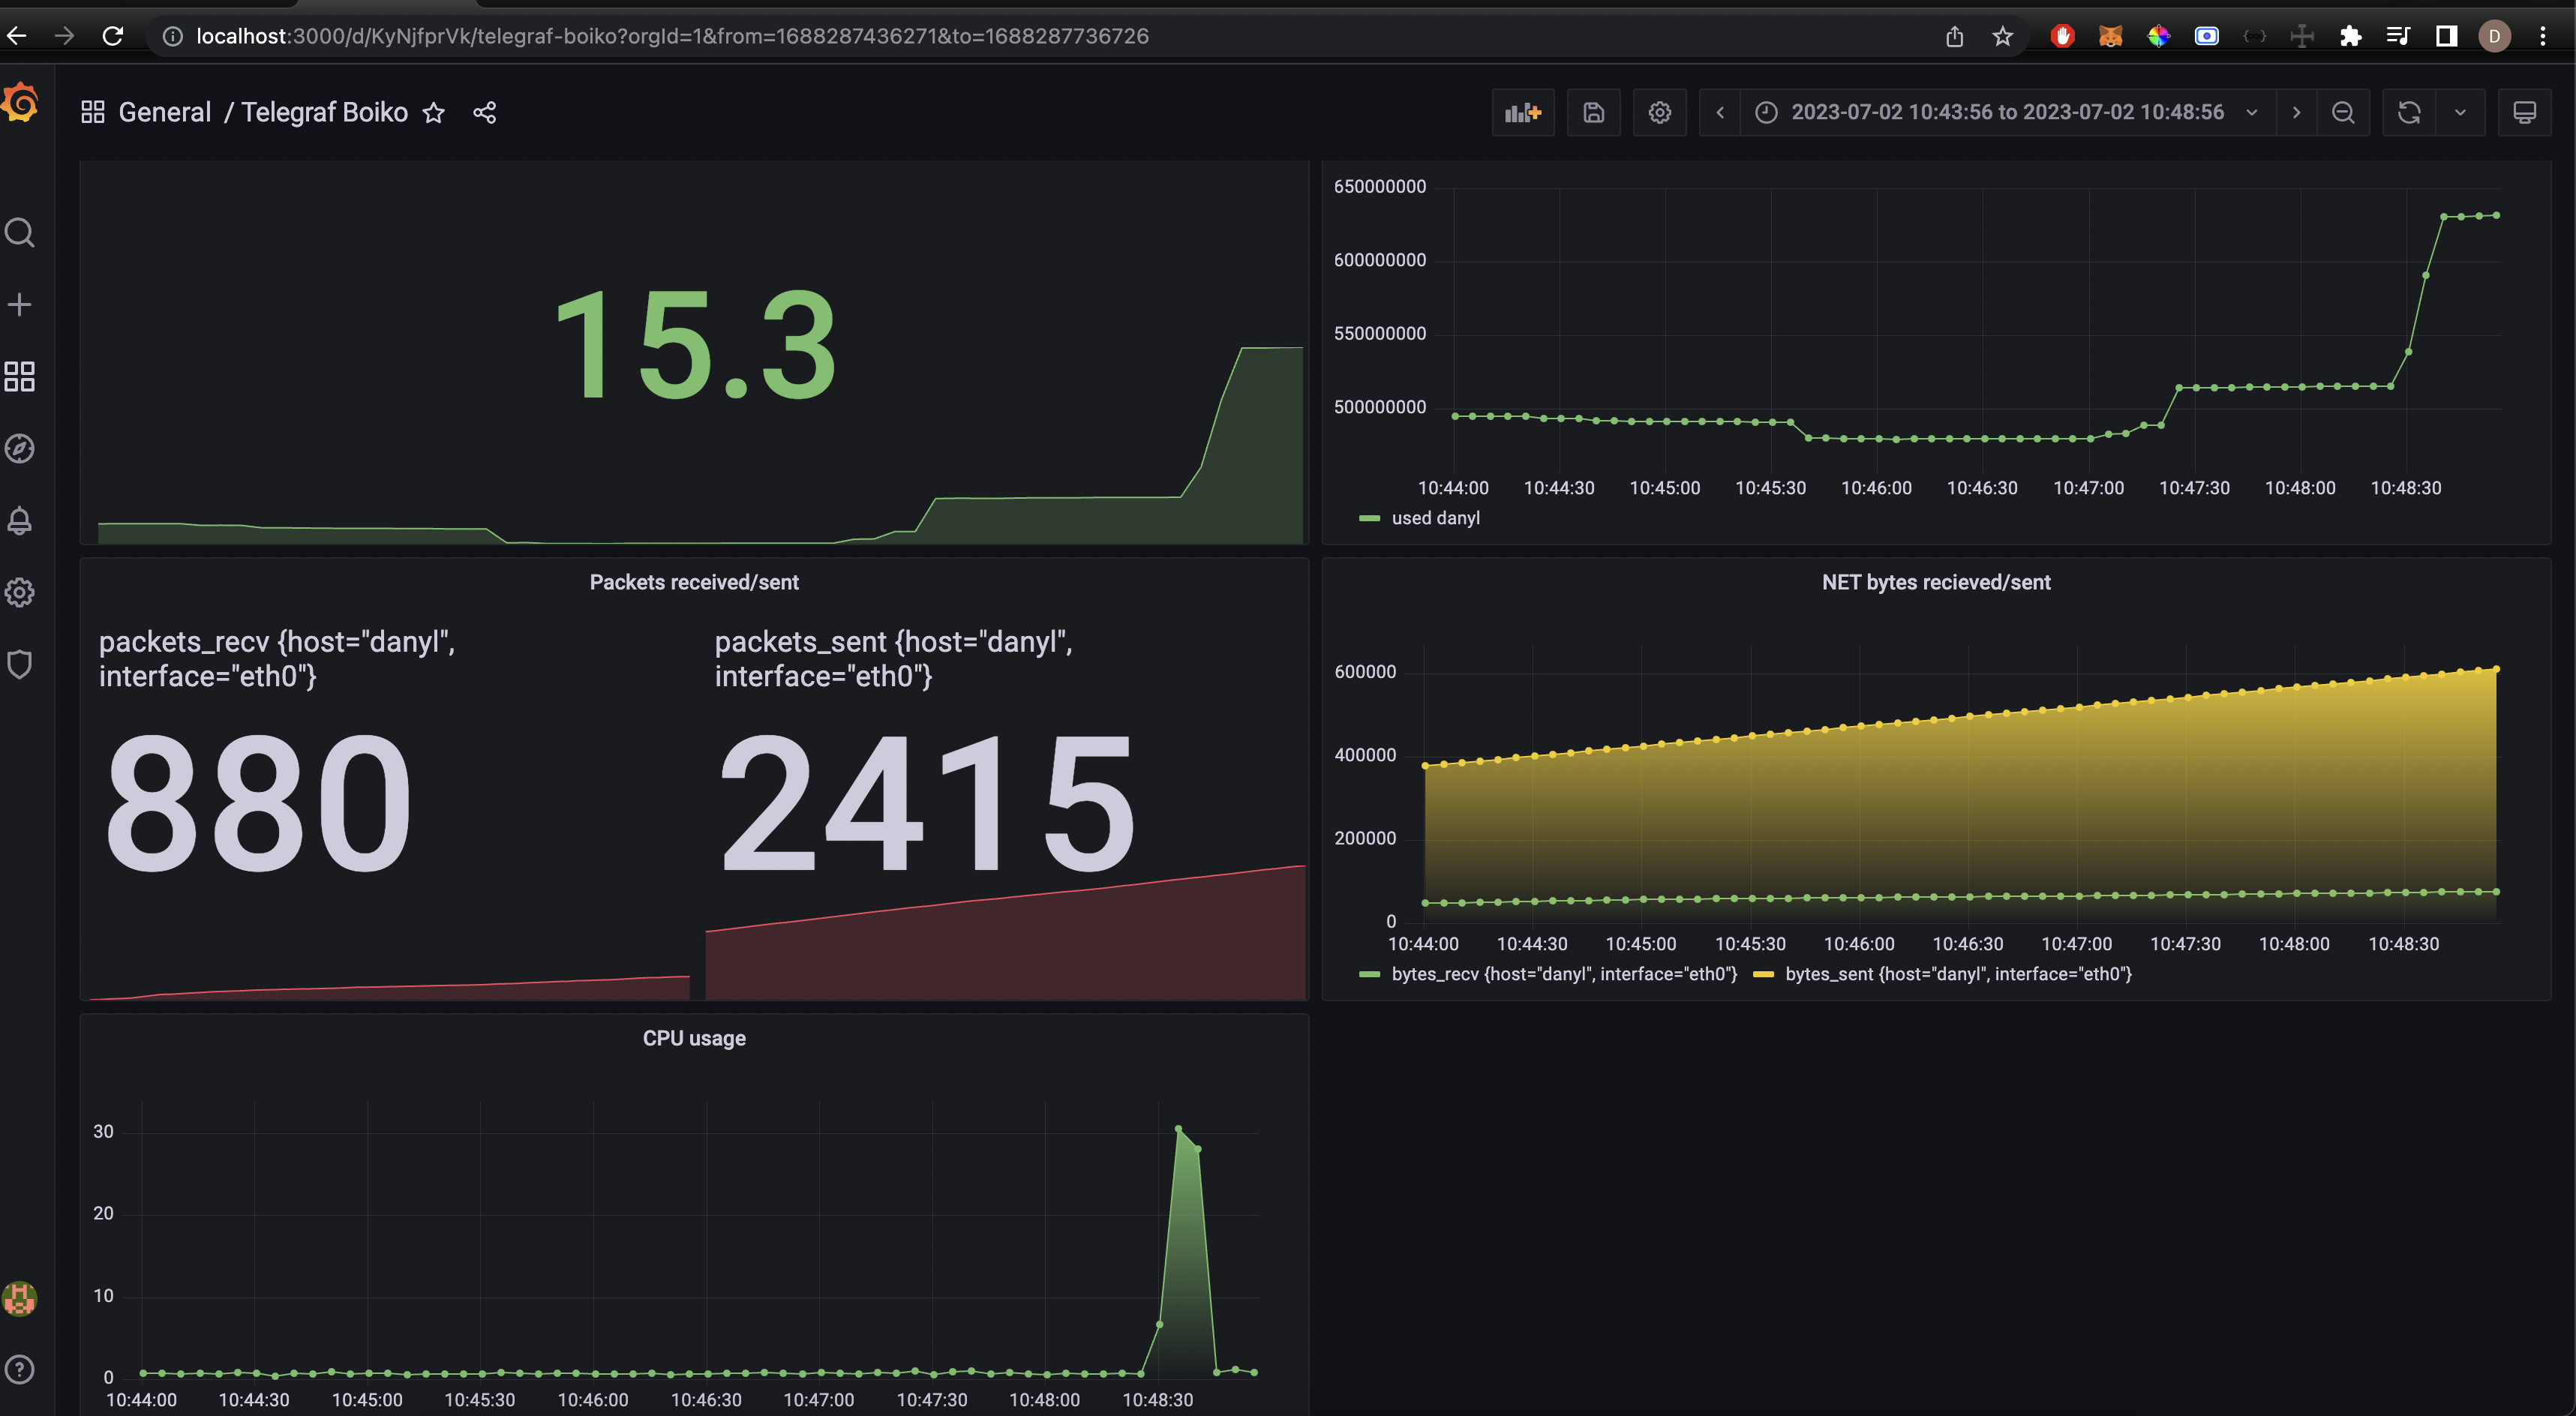 localhost:3000/d/KyNjfprVk/telegraf-boiko?orgId=1&from=1688287436271&to=1688287736726
D
General / Telegraf Boiko
2023-07-02 10:43:56 to 2023-07-02 10:48:56
15.3
650000000
600000000
550000000
500000000
10:44:00 10:44:30 10:45:00 10:45:30 10:46:00 10:46:30 10:47:00 10:47:30 10:48:00 10:48:30
used danyl
Packets received/sent
packets_recv {host="danyl",
interface="eth0"}
880
packets_sent {host="danyl",
interface="eth0"}
2415
NET bytes recieved/sent
600000
400000
200000
0
10:44:00 10:44:30 10:45:00 10:45:30 10:46:00 10:46:30 10:47:00 10:47:30 10:48:00 10:48:30
bytes_recv {host="danyl", interface="eth0"} bytes_sent {host="danyl", interface="eth0"}
CPU usage
30
20
10
0
10:44:00 10:44:30 10:45:00 10:45:30 10:46:00 10:46:30 10:47:00 10:47:30 10:48:00 10:48:30